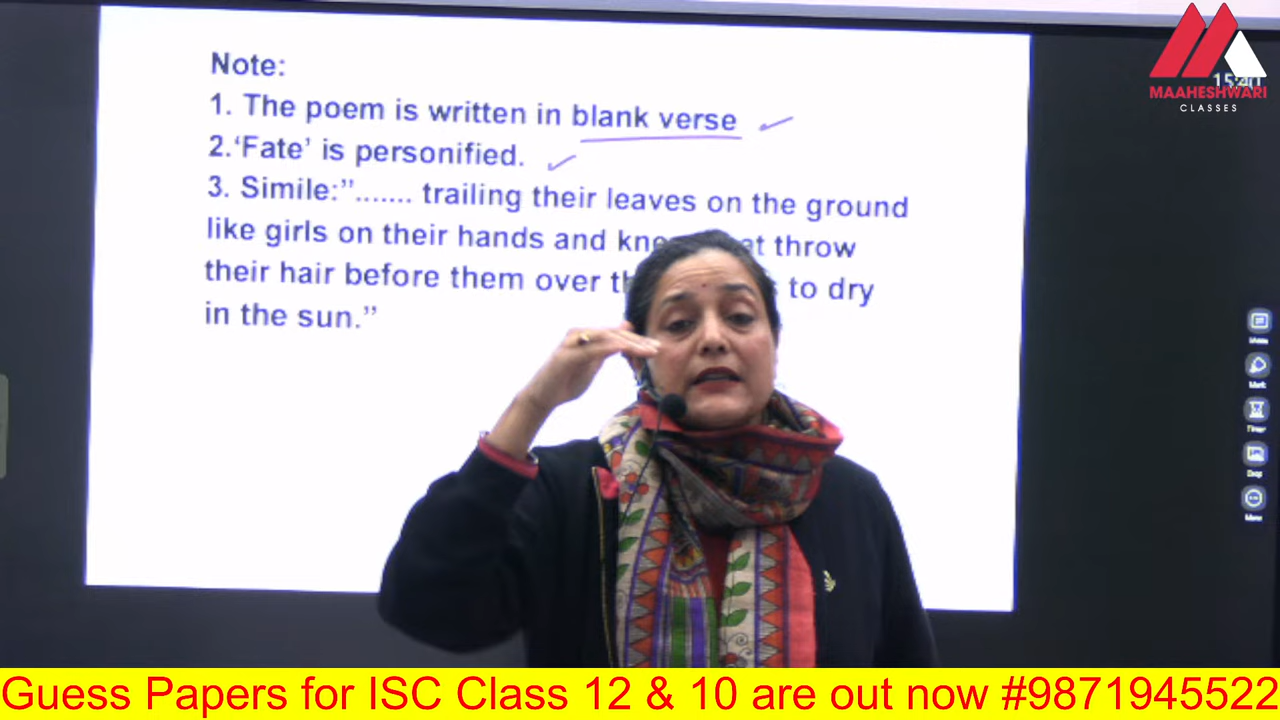 Note:
1. The poem is written in blank verse
2.‘Fate’ is personified.
3. Simile:”....... trailing their leaves on the ground
like girls on their hands and throw
their hair before them over to dry
in the sun.”
15:40
MAAHESHWARI
CLASSES
More
Guess Papers for ISC Class 12 & 10 are out now #9871945522